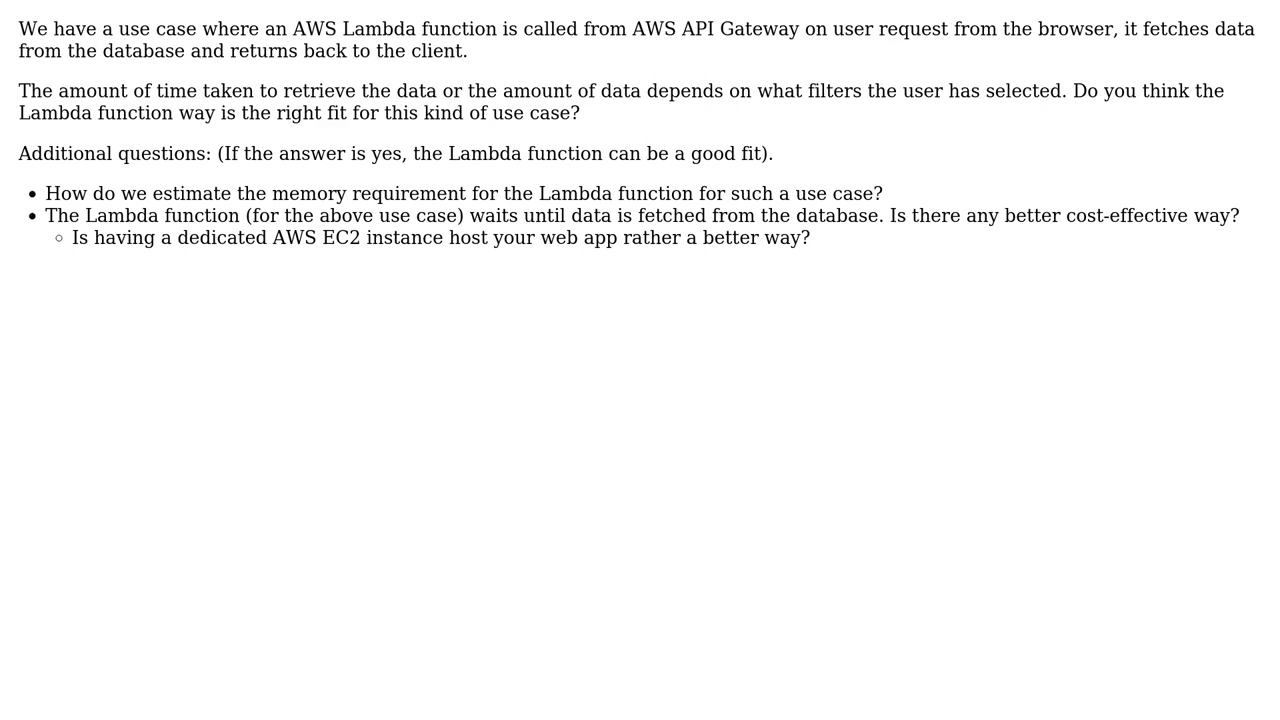 We have a use case where an AWS Lambda function is called from AWS API Gateway on user request from the browser, it fetches data
from the database and returns back to the client.
The amount of time taken to retrieve the data or the amount of data depends on what filters the user has selected. Do you think the
Lambda function way is the right fit for this kind of use case?
Additional questions: (If the answer is yes, the Lambda function can be a good fit).
• How do we estimate the memory requirement for the Lambda function for such a use case?
• The Lambda function (for the above use case) waits until data is fetched from the database. Is there any better cost-effective way?
◦ Is having a dedicated AWS EC2 instance host your web app rather a better way?